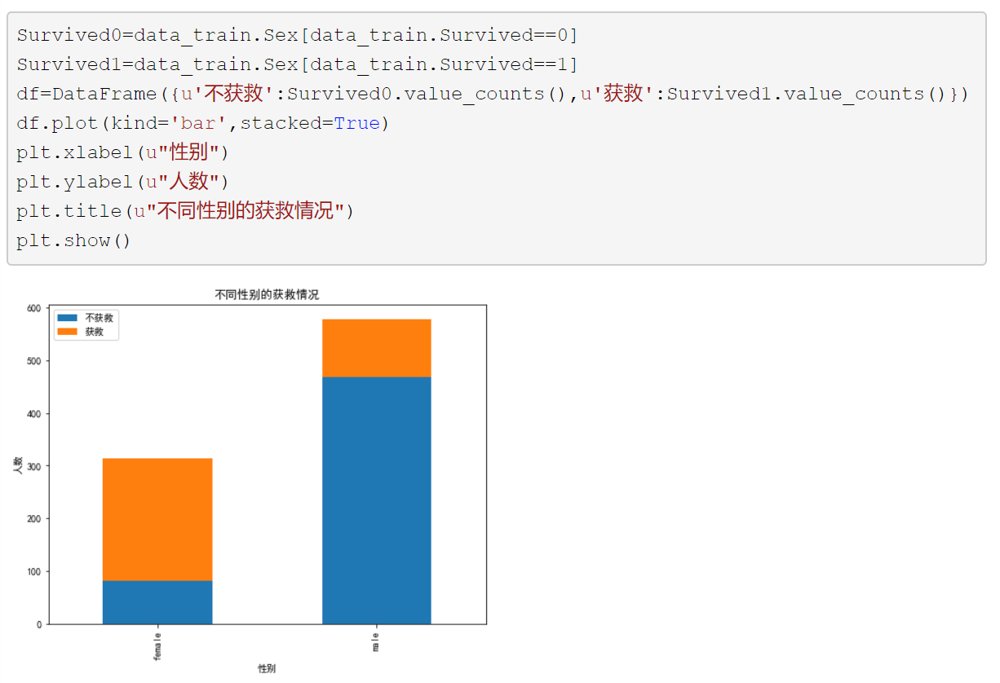 Survived0=data_train.Sex[data_train.Survived==0]
Survived1=data_train.Sex[data_train.Survived==1]
df=DataFrame({u'不获救':Survived0.value_counts(),u'获救':Survived1.value_counts()})
df.plot(kind='bar',stacked=True)
plt.xlabel(u"性别")
plt.ylabel(u"人数")
plt.title(u"不同性别的获救情况")
plt.show()
不同性别的获救情况
不获救
获救
600
500
400
300
200
100
0
人数
female
male
性别